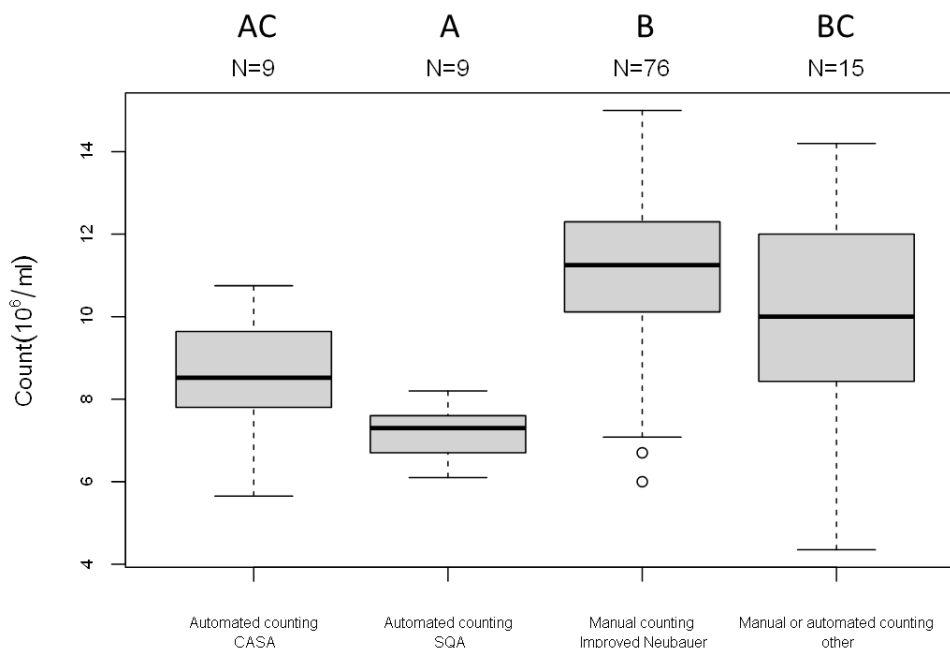 AC A B BC
N=9 N=9 N=76 N=15
Count(10⁶/ml)
14
12
10
8
6
4
Automated counting
CASA
Automated counting
SQA
Manual counting
Improved Neubauer
Manual or automated counting
other